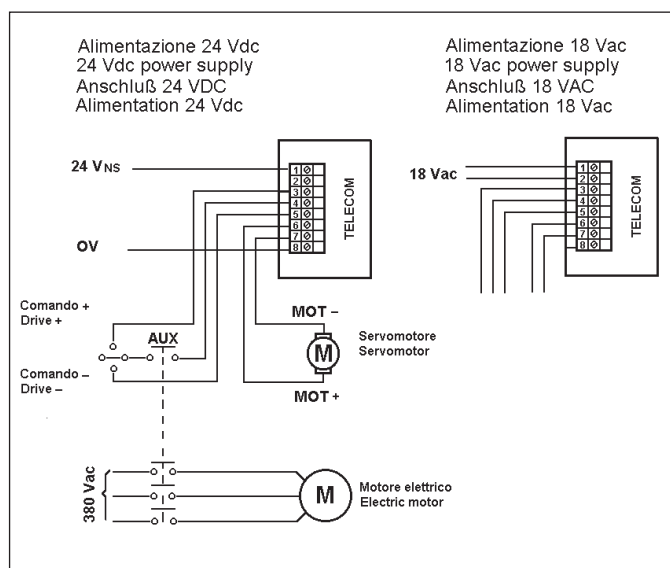 Alimentazione 24 Vdc
24 Vdc power supply
Anschluß 24 VDC
Alimentation 24 Vdc
Alimentazione 18 Vac
18 Vac power supply
Anschluß 18 VAC
Alimentation 18 Vac
24 VNS
0V
1
2
3
4
5
6
7
8
TELECOM
18 Vac
1
2
3
4
5
6
7
8
TELECOM
Comando +
Drive +
AUX
Comando –
Drive –
MOT –
M
MOT +
Servomotore
Servomotor
380 Vac
M
Motore elettrico
Electric motor